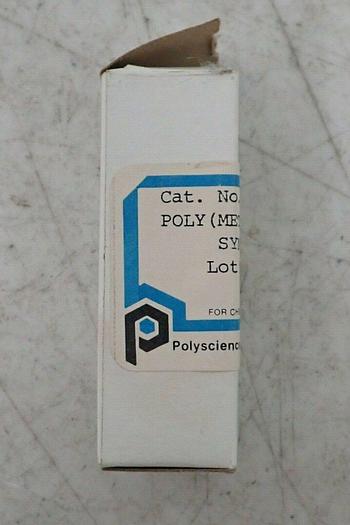 Cat. No.
POLY(ME
SY
Lot
FOR CH
Polyscienc